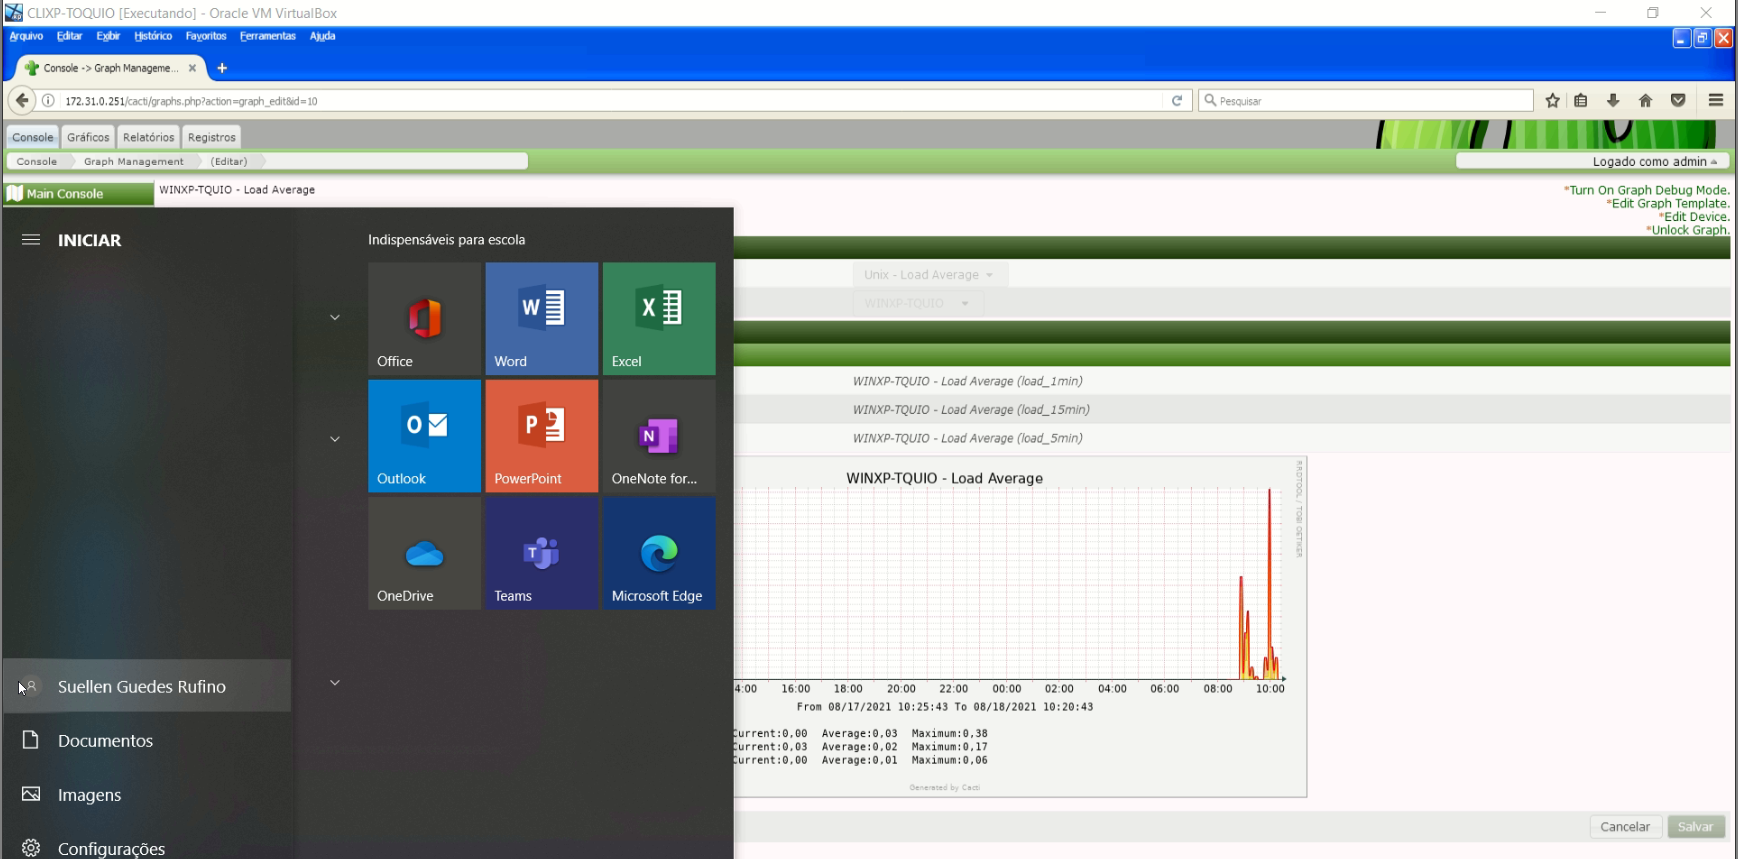 CLIXP-TOQUIO [Executando] - Oracle VM VirtualBox
Arquivo Editar Exibir Histórico Favoritos Ferramentas Ajuda
Console -> Graph Manageme...
172.31.0.251/cacti/graphs.php?action=graph_edit&id=10
Pesquisar
Console Gráficos Relatórios Registros
Console Graph Management (Editar)
Logado como admin
Main Console
WINXP-TQUIO - Load Average
*Turn On Graph Debug Mode.
*Edit Graph Template.
*Edit Device.
*Unlock Graph.
INICIAR
Indispensáveis para escola
Office
Word
Excel
Outlook
PowerPoint
OneNote for...
OneDrive
Teams
Microsoft Edge
Suellen Guedes Rufino
Documentos
Imagens
Configurações
Unix - Load Average
WINXP-TQUIO
WINXP-TQUIO - Load Average (load_1min)
WINXP-TQUIO - Load Average (load_15min)
WINXP-TQUIO - Load Average (load_5min)
WINXP-TQUIO - Load Average
RRDTOOL / TOBI OETIKER
4:00 16:00 18:00 20:00 22:00 00:00 02:00 04:00 06:00 08:00 10:00
From 08/17/2021 10:25:43 To 08/18/2021 10:20:43
Current:0,00 Average:0,03 Maximum:0,38
Current:0,03 Average:0,02 Maximum:0,17
Current:0,00 Average:0,01 Maximum:0,06
Generated by Cacti
Cancelar
Salvar